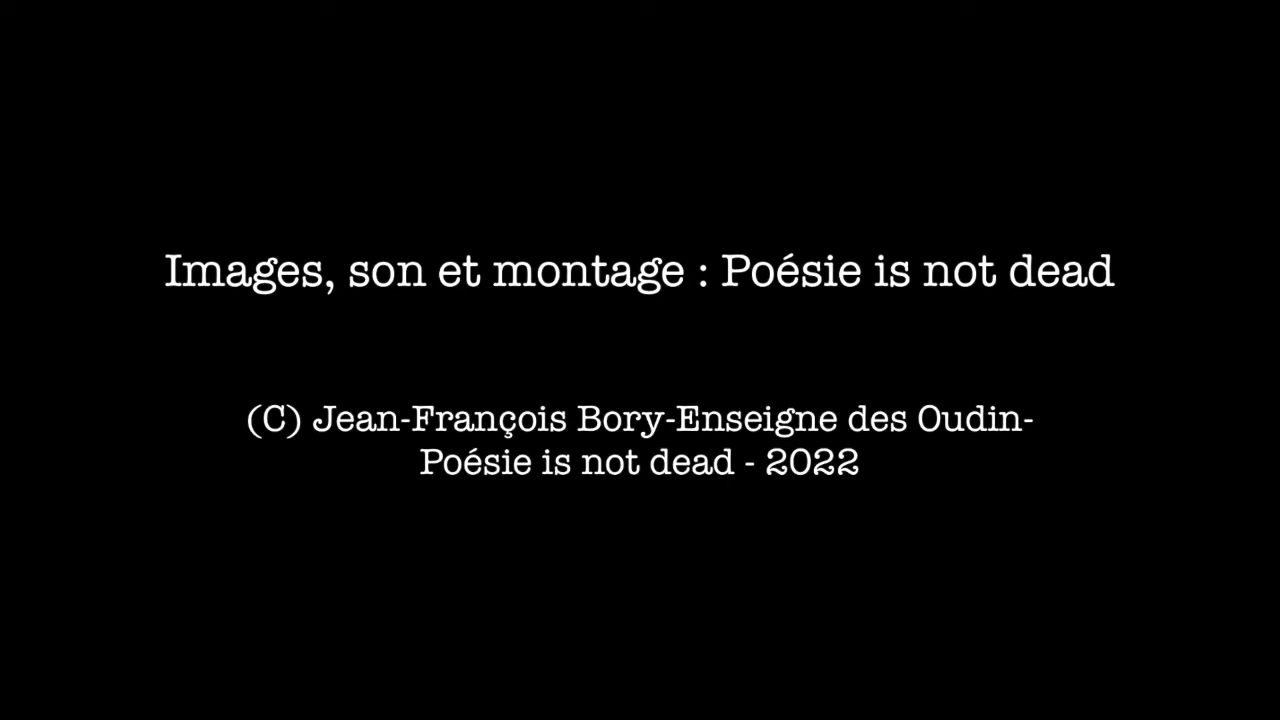 Images, son et montage : Poésie is not dead
(C) Jean-François Bory-Enseigne des Oudin-
Poésie is not dead - 2022